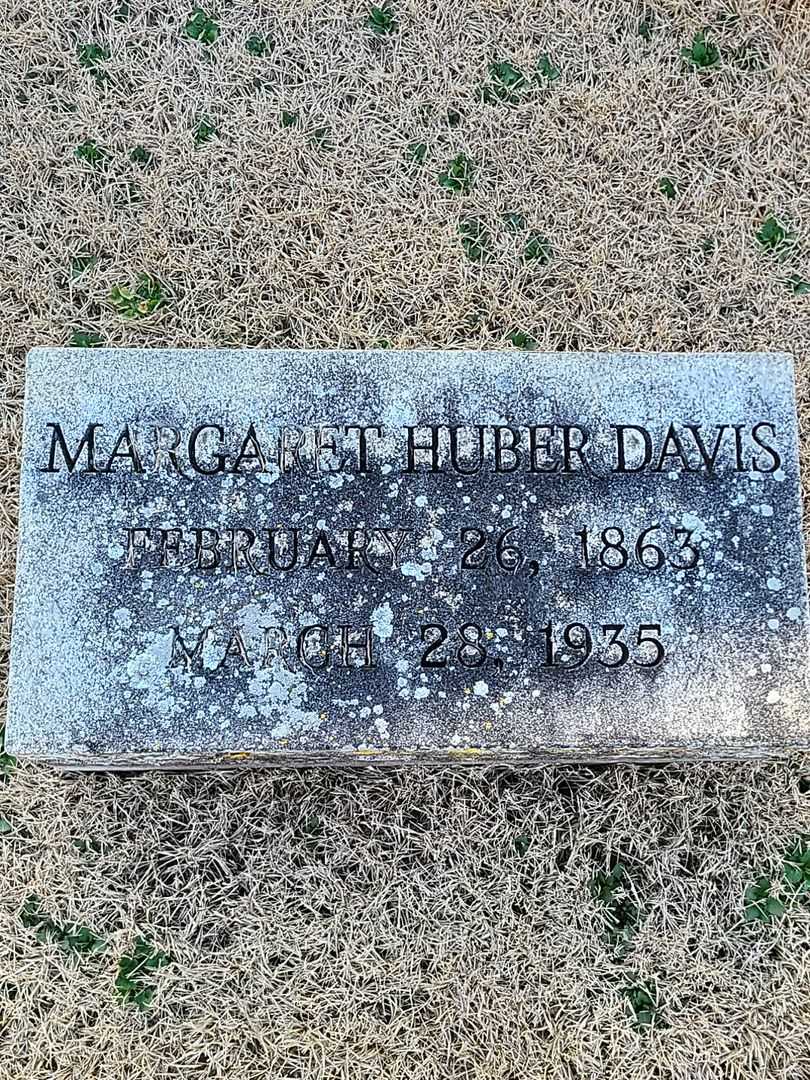 MARGARET HUBER DAVIS
FEBRUARY 26, 1863
MARCH 28, 1935